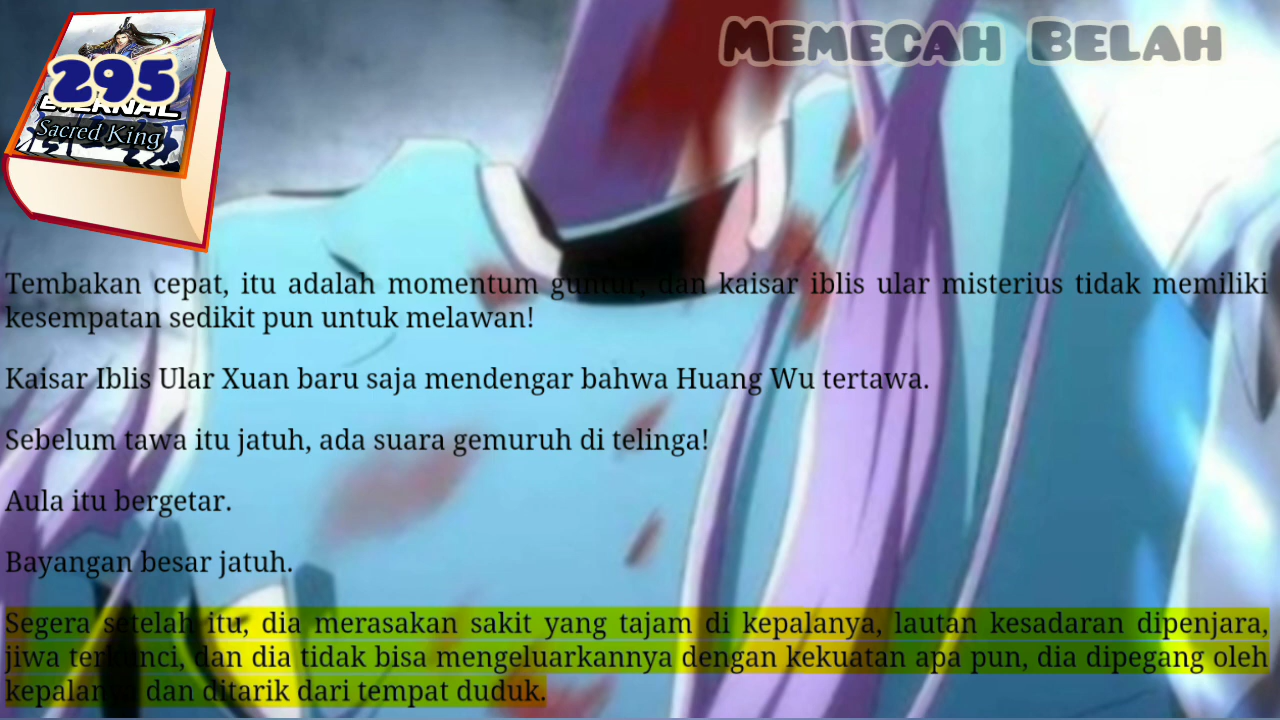 Memecah Belah
295
ETERNAL
Sacred King
Tembakan cepat, itu adalah momentum guntur, dan kaisar iblis ular misterius tidak memiliki
kesempatan sedikit pun untuk melawan!
Kaisar Iblis Ular Xuan baru saja mendengar bahwa Huang Wu tertawa.
Sebelum tawa itu jatuh, ada suara gemuruh di telinga!
Aula itu bergetar.
Bayangan besar jatuh.
Segera setelah itu, dia merasakan sakit yang tajam di kepalanya, lautan kesadaran dipenjara,
jiwa terkunci, dan dia tidak bisa mengeluarkannya dengan kekuatan apa pun, dia dipegang oleh
kepalanya dan ditarik dari tempat duduk.